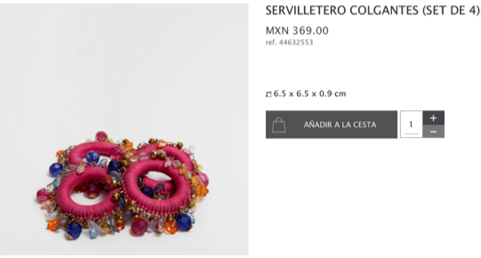 SERVILLETERO COLGANTES (SET DE 4)
MXN 369.00
ref. 44632553
6.5 x 6.5 x 0.9 cm
AÑADIR A LA CESTA
1
+
−